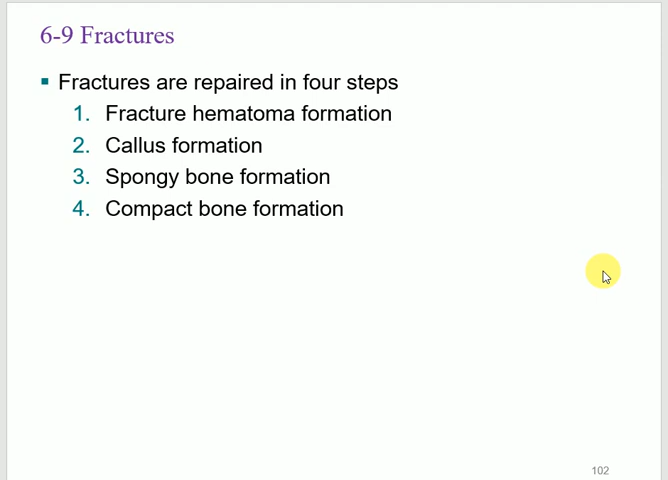 6-9 Fractures
▪ Fractures are repaired in four steps
1. Fracture hematoma formation
2. Callus formation
3. Spongy bone formation
4. Compact bone formation
102